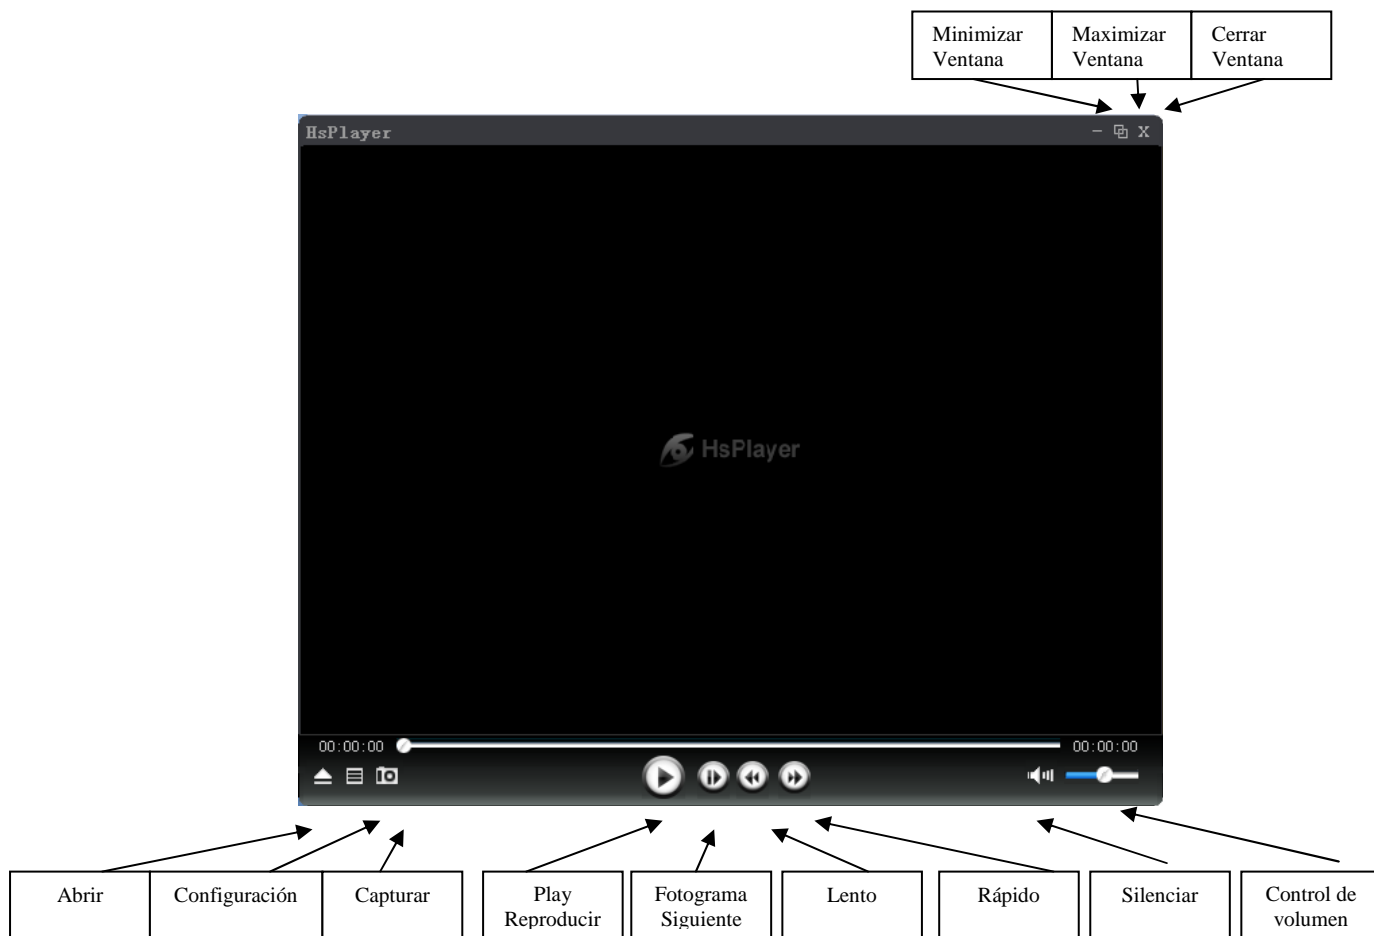 Minimizar
Ventana
Maximizar
Ventana
Cerrar
Ventana
HsPlayer
HsPlayer
00:00:00
00:00:00
Abrir
Configuración
Capturar
Play
Reproducir
Fotograma
Siguiente
Lento
Rápido
Silenciar
Control de
volumen